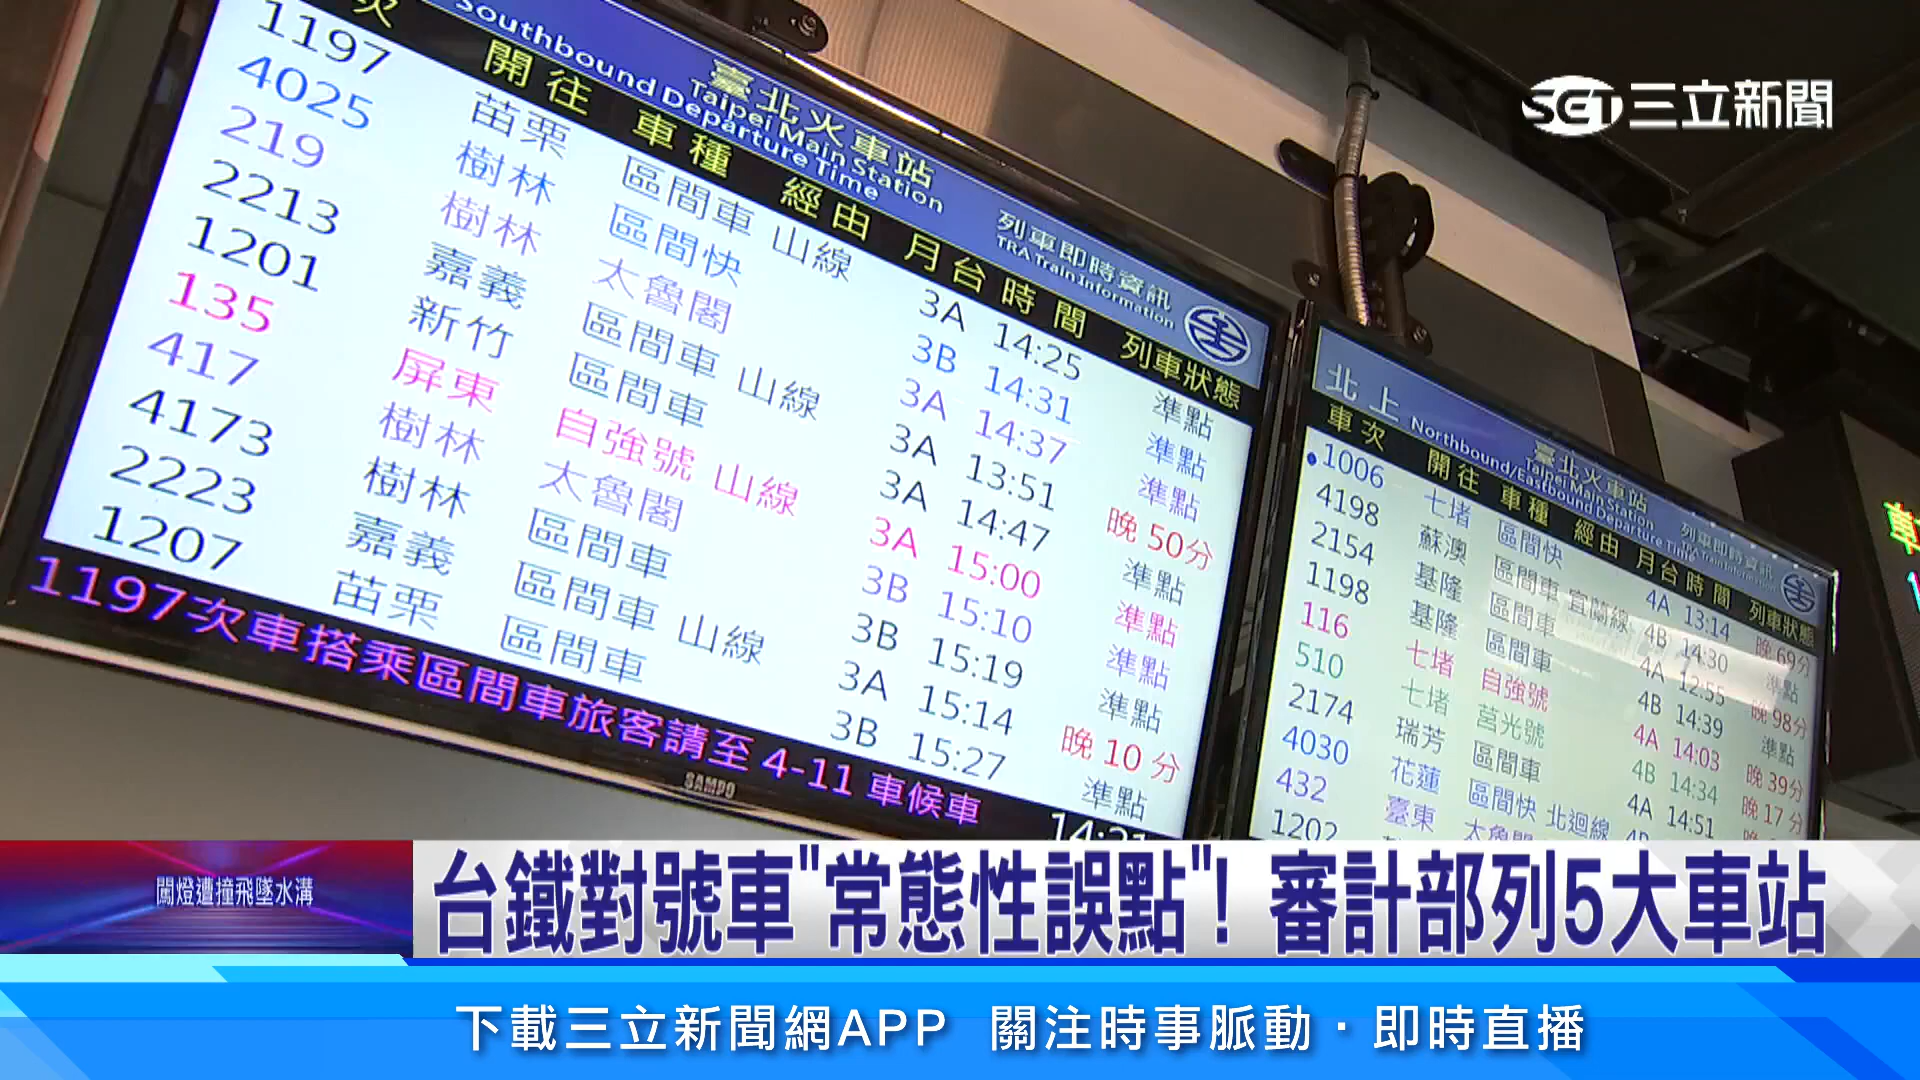 SET三立新聞
臺北火車站
Taipei Main Station
Southbound Departure Time
列車即時資訊
TRA Train Information
次 開往 車種 經由 月台 時間 列車狀態
1197 苗栗 區間車 山線 3A 14:25 準點
4025 樹林 區間快 3B 14:31 準點
219 樹林 太魯閣 3A 14:37 準點
2213 嘉義 區間車 山線 3A 13:51 晚 50分
1201 新竹 區間車 3A 14:47 準點
135 屏東 自強號 山線 3A 15:00 準點
417 樹林 太魯閣 3B 15:10 準點
4173 樹林 區間車 3B 15:19 準點
2223 嘉義 區間車 山線 3A 15:14 晚 10 分
1207 苗栗 區間車 3B 15:27 準點
1197次車搭乘區間車旅客請至 4-11 車候車
SAMPO
北上 Northbound/Eastbound Departure Time
臺北火車站
Taipei Main Station
列車即時資訊
TRA Train Information
車次 開往 車種 經由 月台 時間 列車狀態
1006 七堵 區間快 4A 13:14 晚 69分
4198 蘇澳 區間車 宜蘭線 4B 14:30 準點
2154 基隆 區間車 4A 12:55 晚 98分
1198 基隆 區間車 4B 14:39 準點
116 七堵 自強號 4A 14:03 晚 39分
510 七堵 莒光號 4B 14:34 晚 17分
2174 瑞芳 區間車 4A 14:51
4030 花蓮 區間快 北迴線
432 臺東 太魯閣
1202
闖燈遭撞飛墜水溝
台鐵對號車"常態性誤點"! 審計部列5大車站
下載三立新聞網APP 關注時事脈動·即時直播